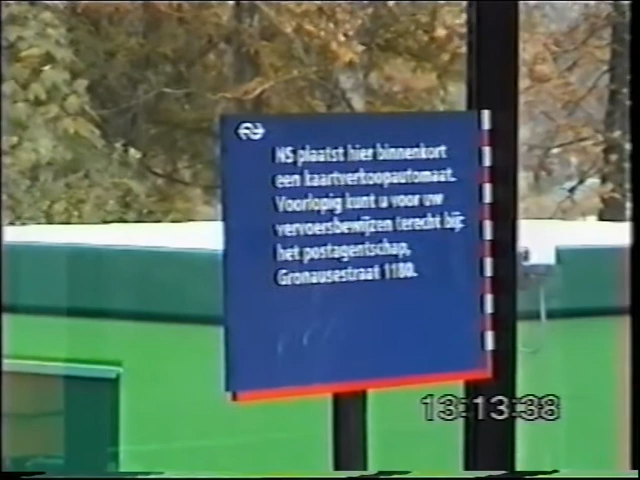 NS plaatst hier binnenkort
een kaartverkoopautomaat.
Voorlopig kunt u voor uw
vervoersbewijzen terecht bij:
het postagentschap,
Gronausestraat 1180.
13:13:38